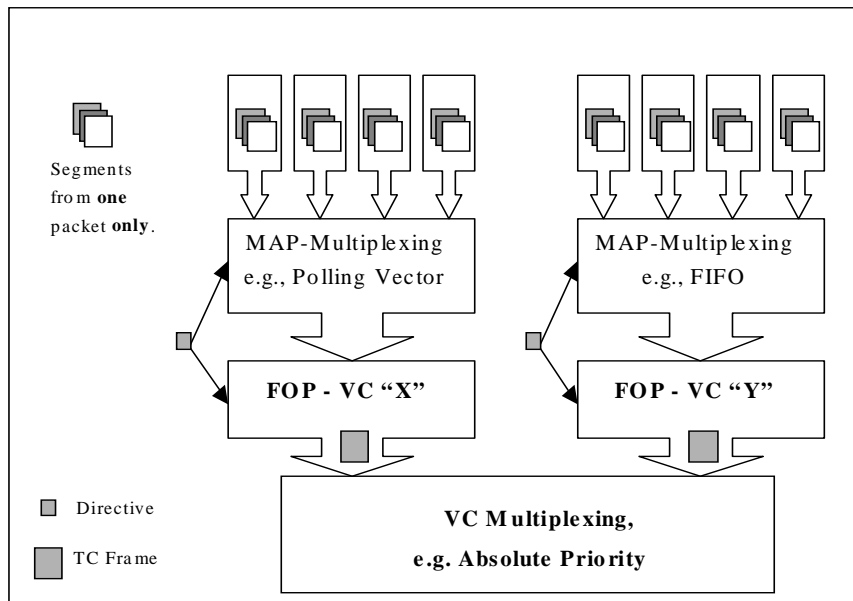 Segments
from one
packet only.
MAP-Multiplexing
e.g., Polling Vector
MAP-Multiplexing
e.g., FIFO
FOP - VC “X”
FOP - VC “Y”
Directive
TC Frame
VC Multiplexing,
e.g. Absolute Priority